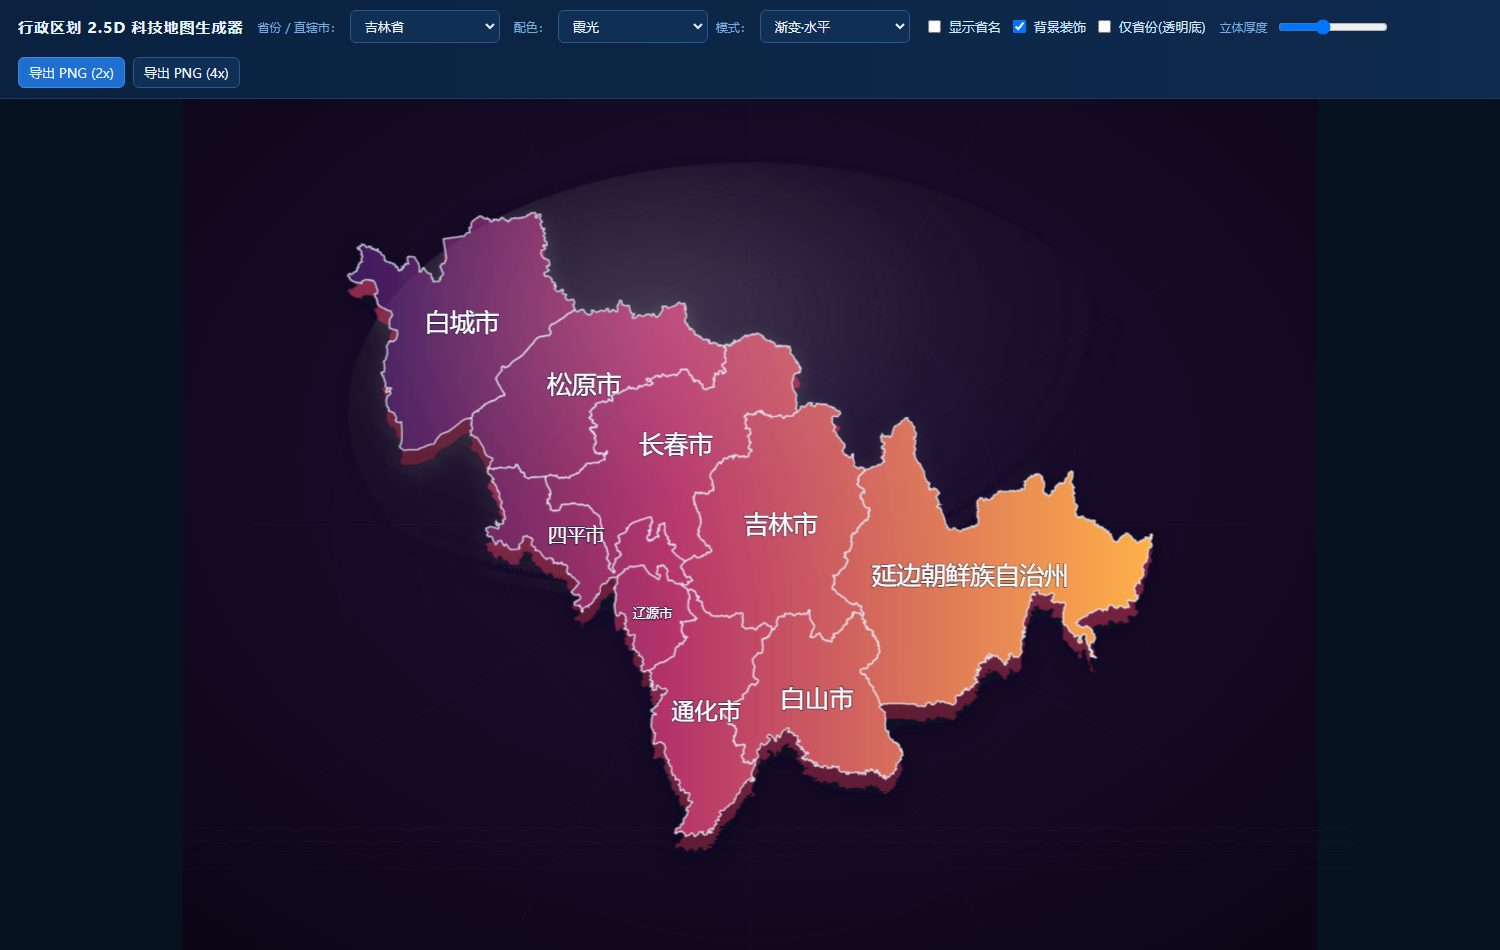 行政区划 2.5D 科技地图生成器 省份 / 直辖市: 吉林省 配色: 霞光 模式: 渐变·水平 显示省名 背景装饰 仅省份(透明底) 立体厚度
导出 PNG (2x) 导出 PNG (4x)
白城市
松原市
长春市
吉林市
四平市
延边朝鲜族自治州
辽源市
白山市
通化市